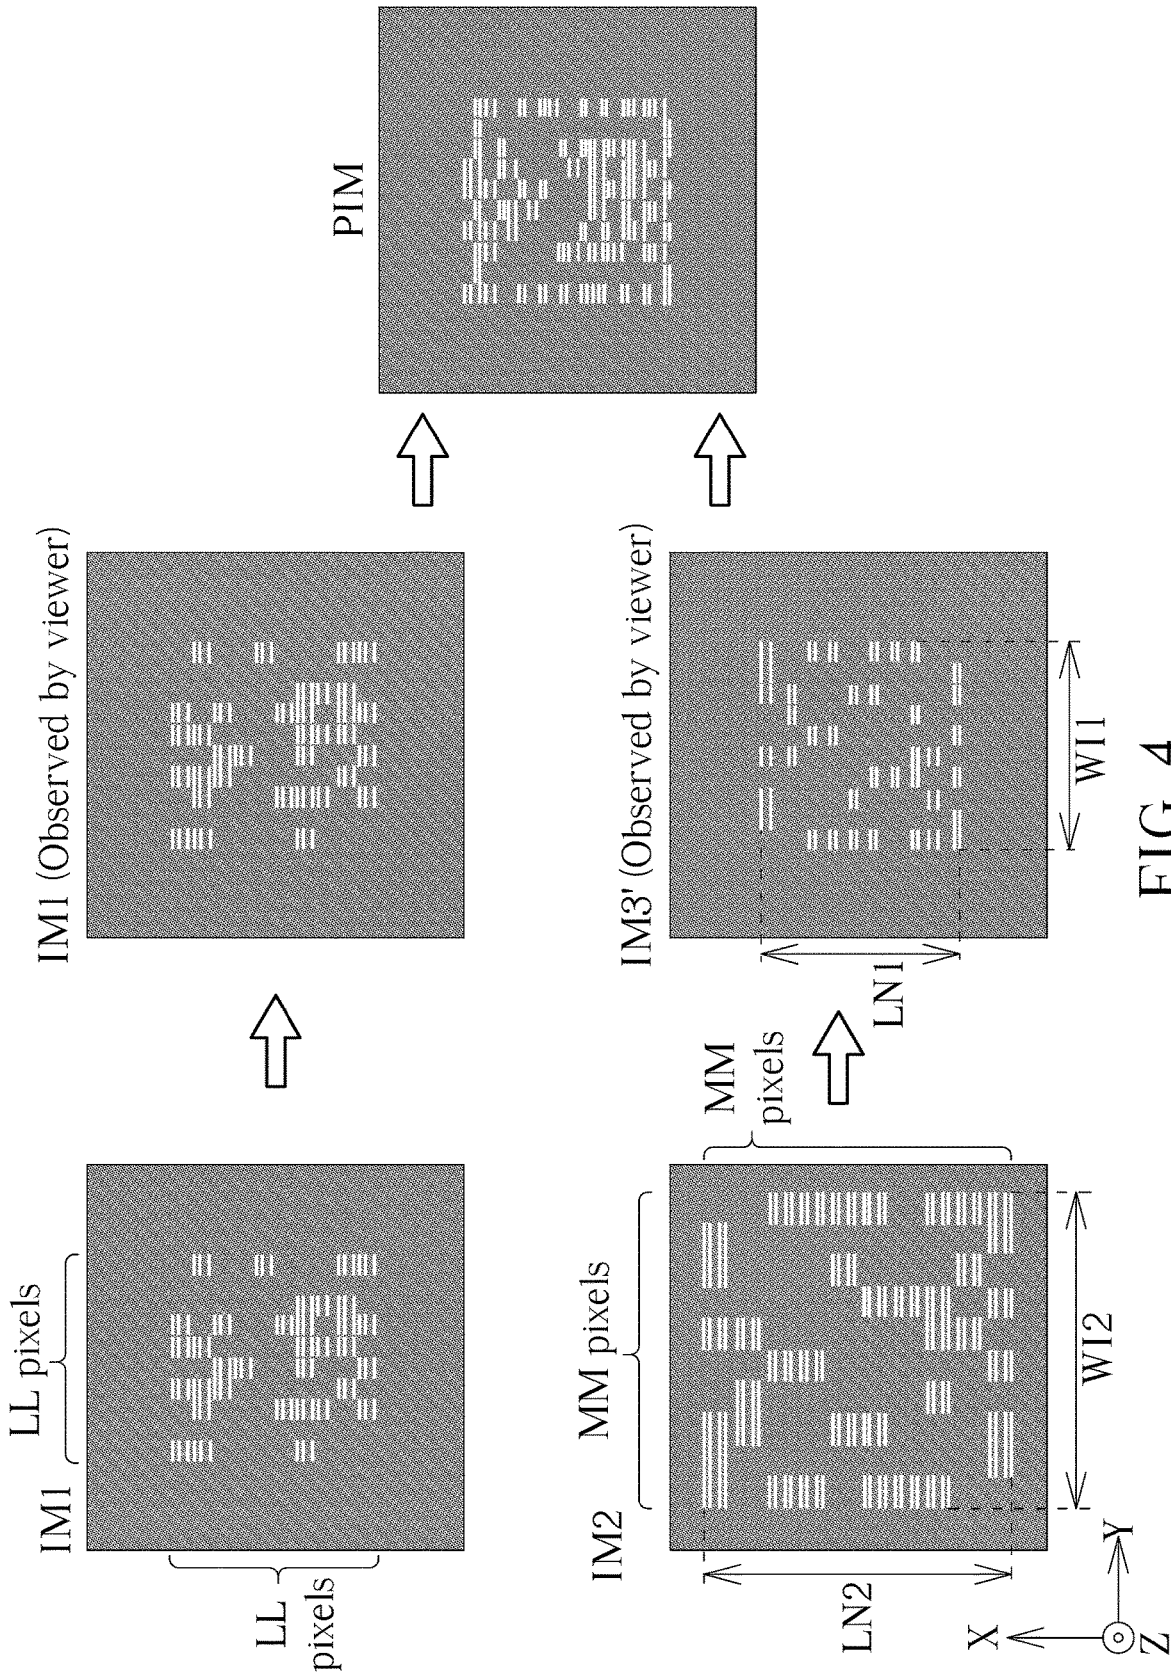 IM1
LL pixels
LL
pixels
IM1 (Observed by viewer)
PIM
IM2
MM pixels
MM
pixels
LN2
WI2
IM3' (Observed by viewer)
LN1
WI1
X
Y
Z
FIG. 4